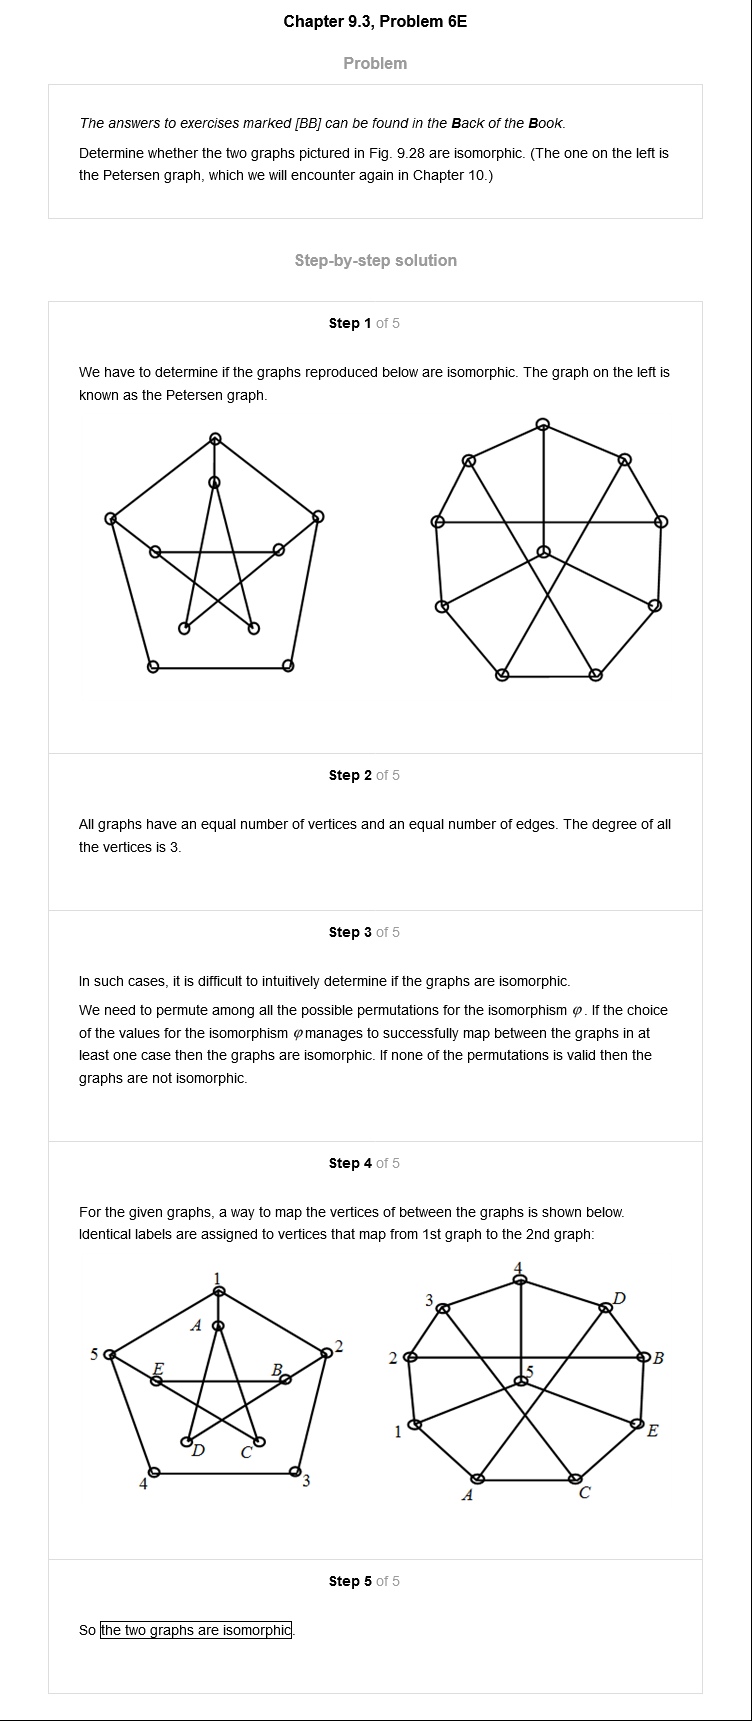 Chapter 9.3, Problem 6E
Problem
The answers to exercises marked [BB] can be found in the Back of the Book.
Determine whether the two graphs pictured in Fig. 9.28 are isomorphic. (The one on the left is
the Petersen graph, which we will encounter again in Chapter 10.)
Step-by-step solution
Step 1 of 5
We have to determine if the graphs reproduced below are isomorphic. The graph on the left is
known as the Petersen graph.
Step 2 of 5
All graphs have an equal number of vertices and an equal number of edges. The degree of all
the vertices is 3.
Step 3 of 5
In such cases, it is difficult to intuitively determine if the graphs are isomorphic.
We need to permute among all the possible permutations for the isomorphism φ. If the choice
of the values for the isomorphism φ manages to successfully map between the graphs in at
least one case then the graphs are isomorphic. If none of the permutations is valid then the
graphs are not isomorphic.
Step 4 of 5
For the given graphs, a way to map the vertices of between the graphs is shown below.
Identical labels are assigned to vertices that map from 1st graph to the 2nd graph:
1
A
5
2
E
B
D
C
4
3
4
3
D
2
B
5
1
E
A
C
Step 5 of 5
So the two graphs are isomorphic.